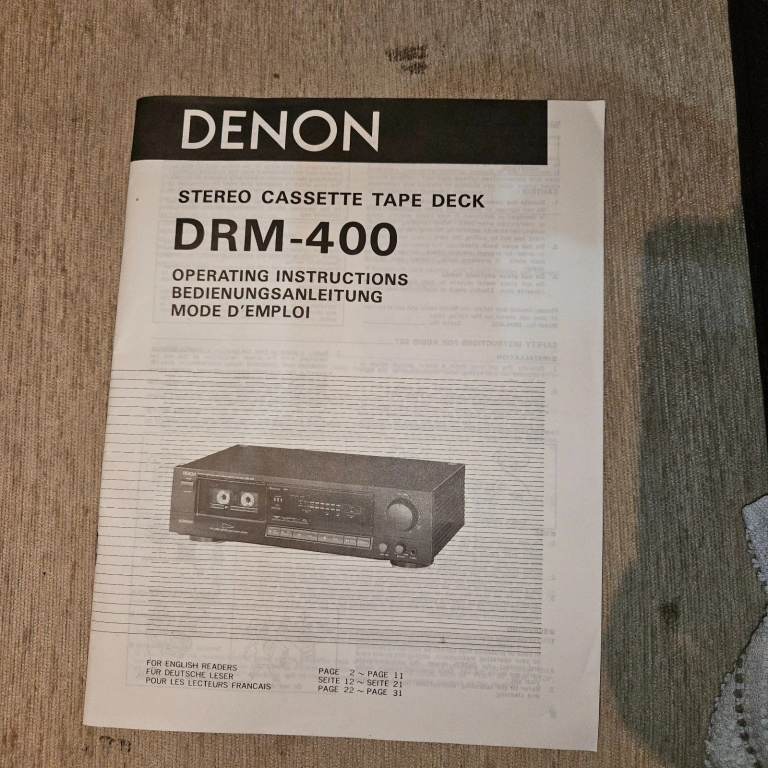 DENON
STEREO CASSETTE TAPE DECK
DRM-400
OPERATING INSTRUCTIONS
BEDIENUNGSANLEITUNG
MODE D'EMPLOI
DENON
FOR ENGLISH READERS PAGE 2 ~ PAGE 11
FÜR DEUTSCHE LESER SEITE 12 ~ SEITE 21
POUR LES LECTEURS FRANCAIS PAGE 22 ~ PAGE 31